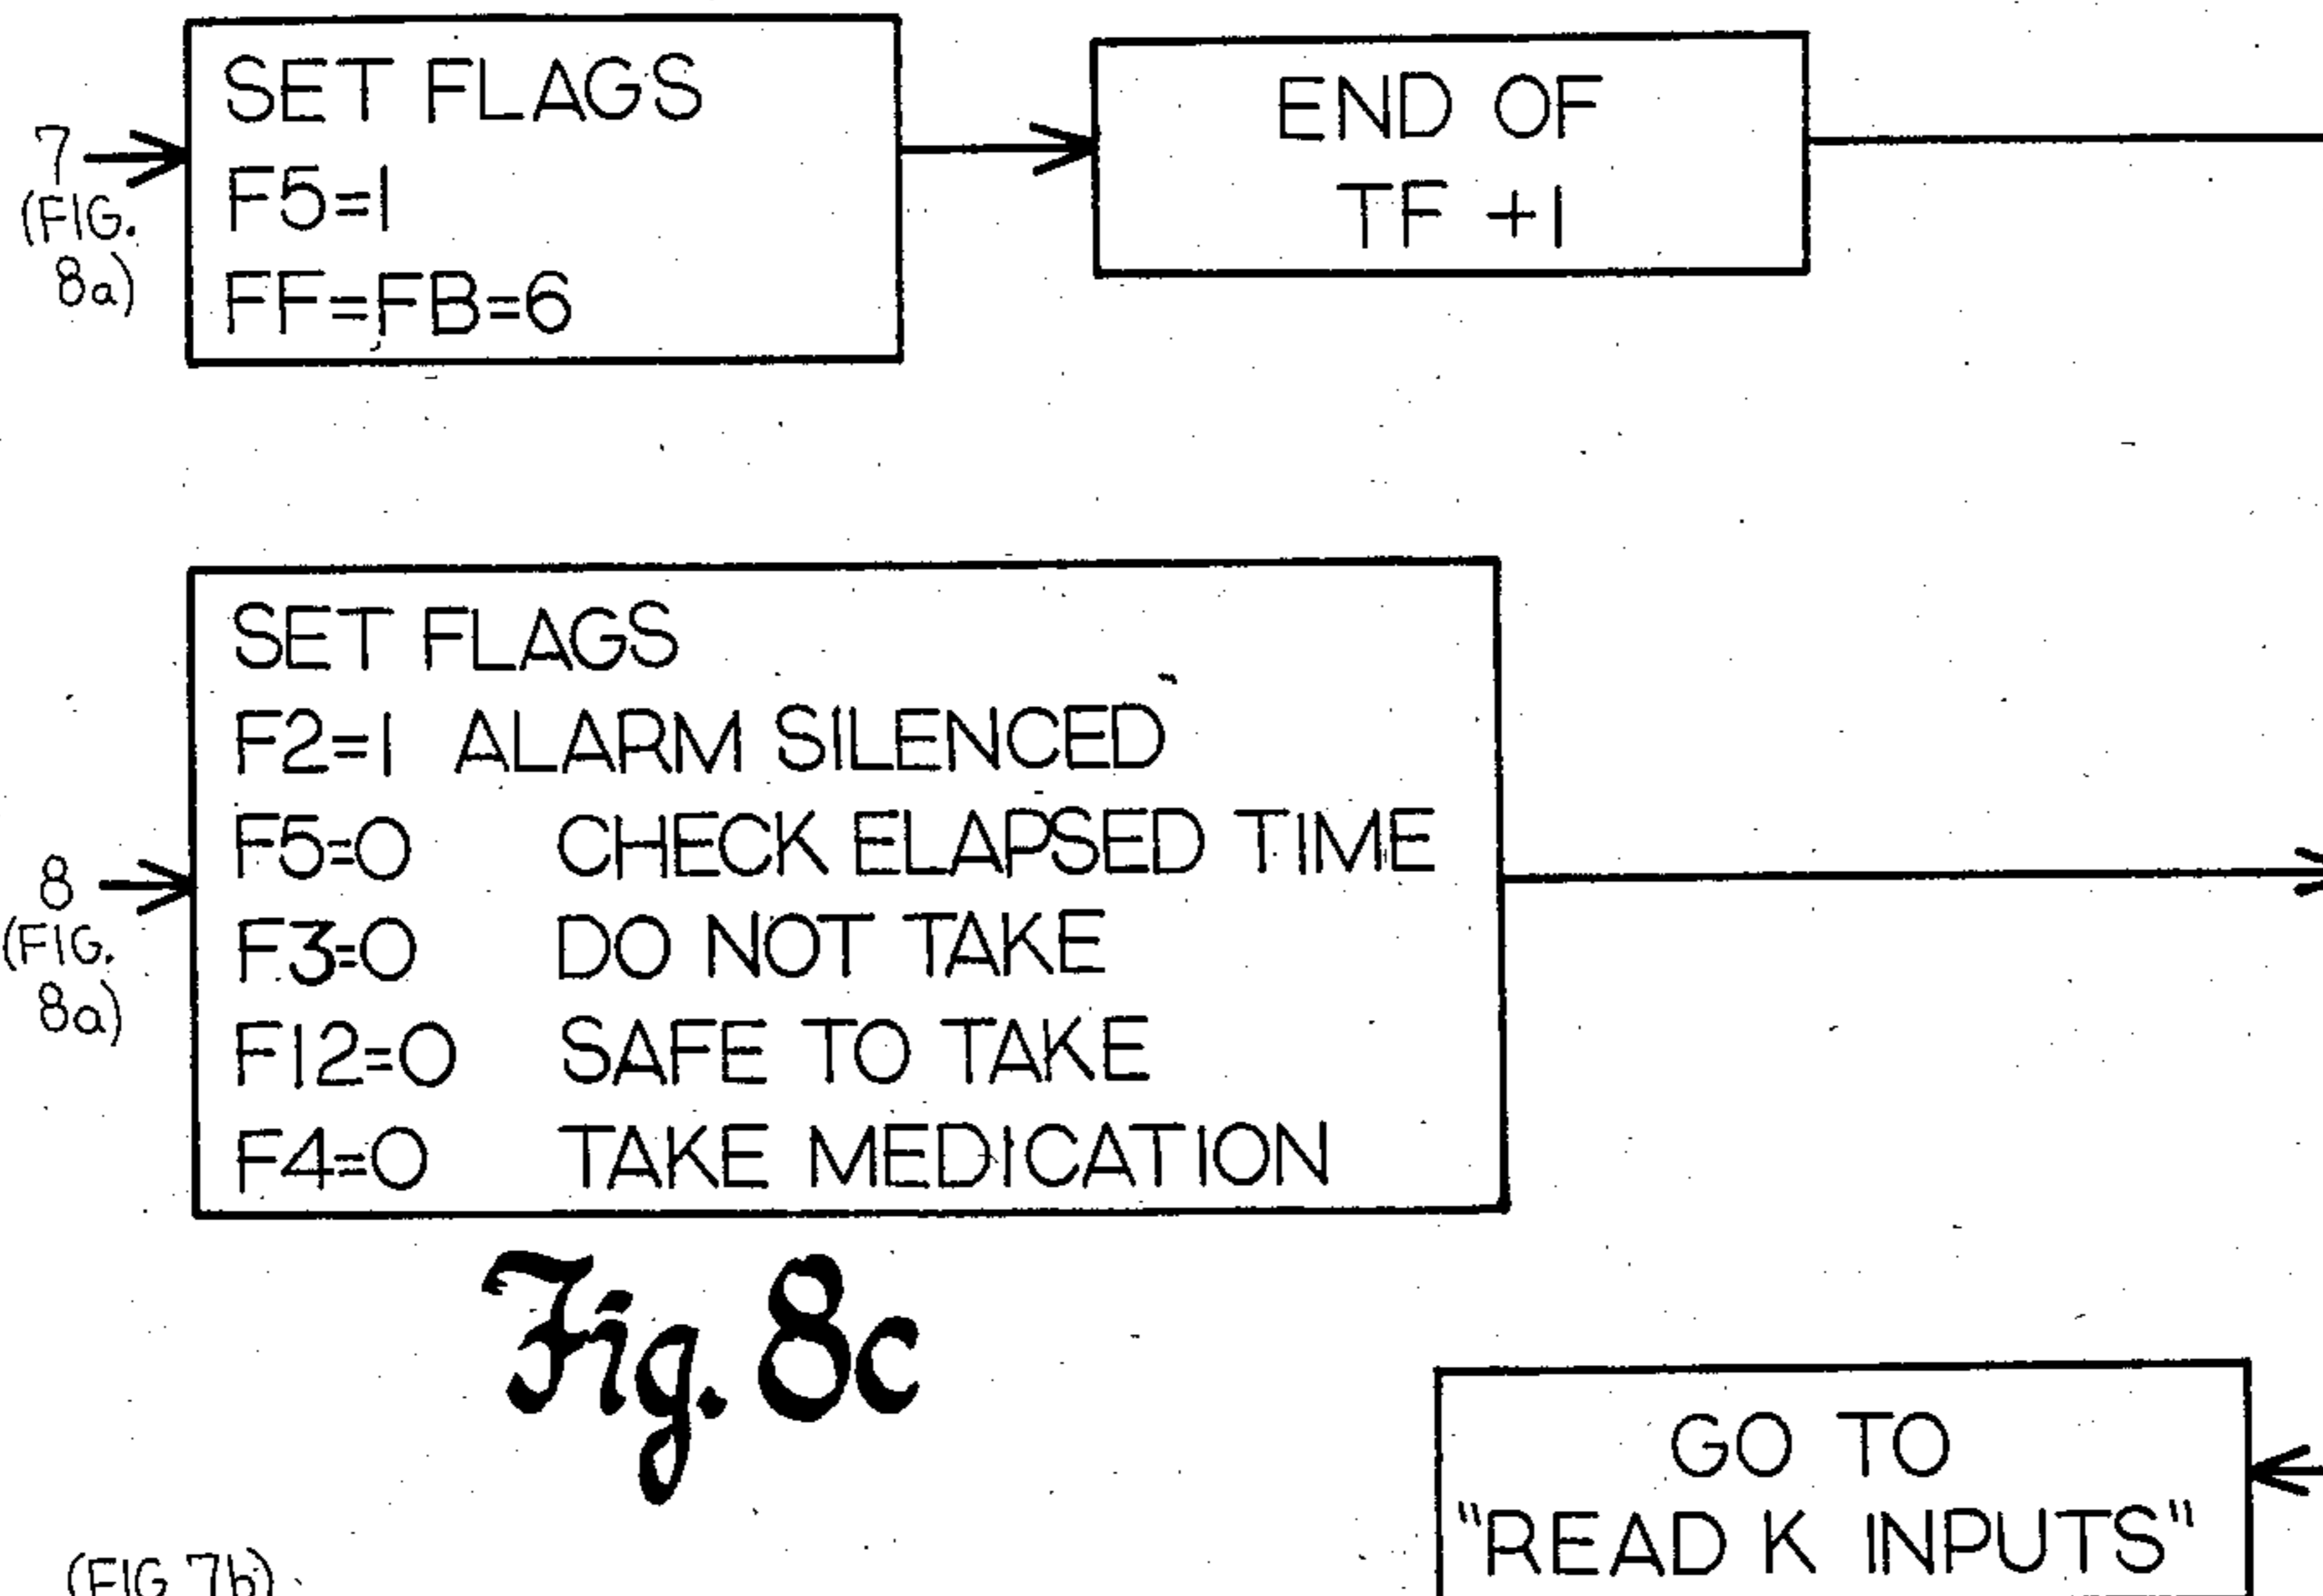 SET FLAGS
F5=1
FF=FB=6
7
(FIG.
8a)
END OF
TF +1
SET FLAGS
F2=1 ALARM SILENCED
F5=0 CHECK ELAPSED TIME
F3=0 DO NOT TAKE
F12=0 SAFE TO TAKE
F4=0 TAKE MEDICATION
8
(FIG.
8a)
Fig. 8c
GO TO
"READ K INPUTS"
(FIG 7b)